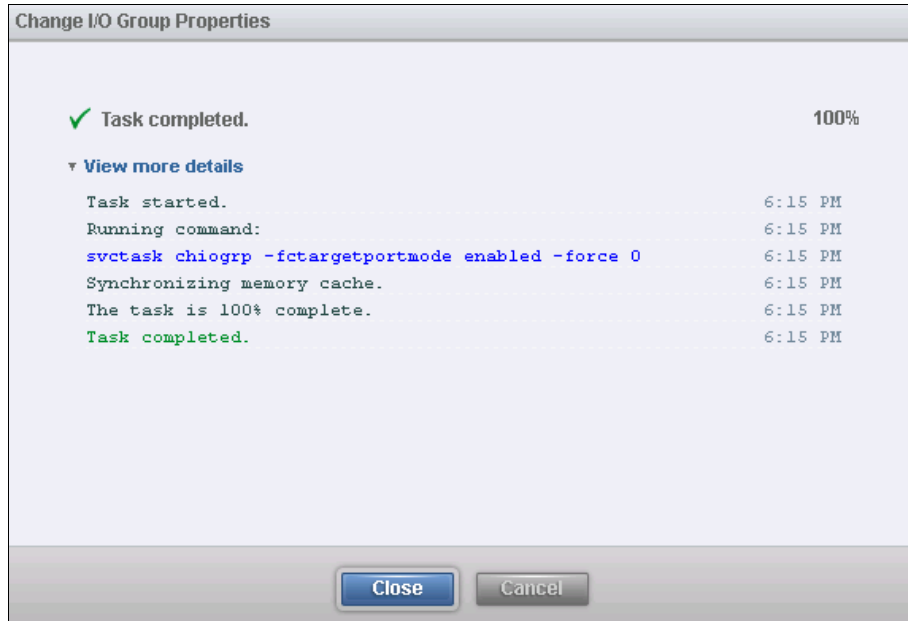 Change I/O Group Properties
Task completed. 100%
View more details
Task started. 6:15 PM
Running command: 6:15 PM
svctask chiogrp -fctargetportmode enabled -force 0 6:15 PM
Synchronizing memory cache. 6:15 PM
The task is 100% complete. 6:15 PM
Task completed. 6:15 PM
Close Cancel